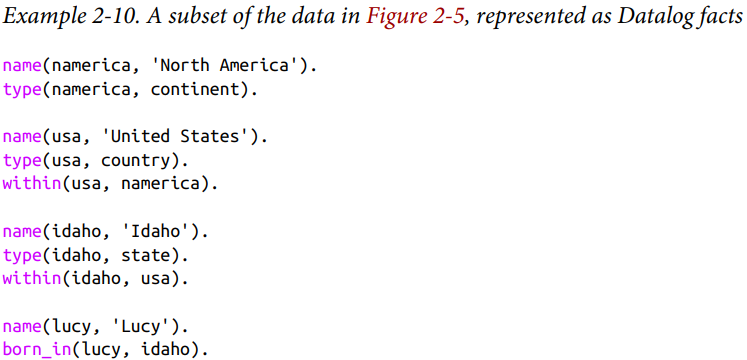 Example 2-10. A subset of the data in Figure 2-5, represented as Datalog facts
name(namerica, 'North America').
type(namerica, continent).
name(usa, 'United States').
type(usa, country).
within(usa, namerica).
name(idaho, 'Idaho').
type(idaho, state).
within(idaho, usa).
name(lucy, 'Lucy').
born_in(lucy, idaho).